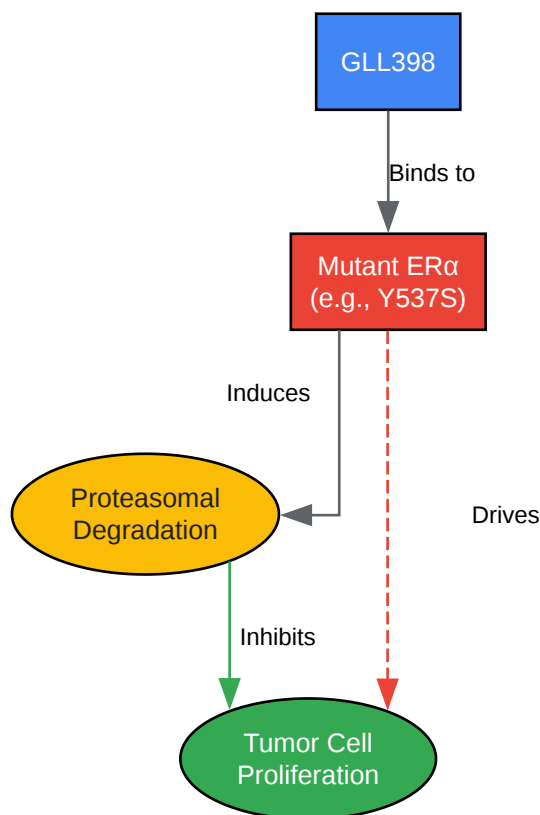 GLL398
Binds to
Mutant ERα
(e.g., Y537S)
Induces
Proteasomal
Degradation
Drives
Inhibits
Tumor Cell
Proliferation